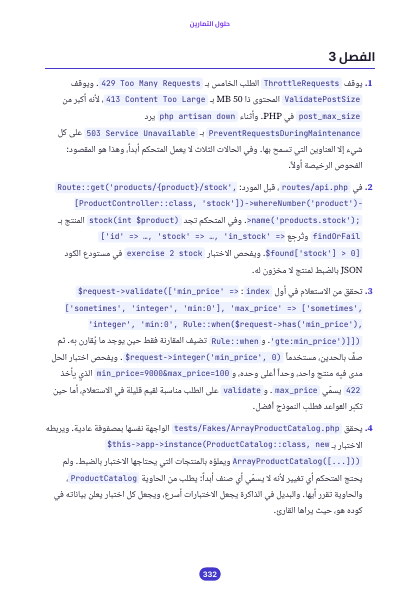 حلول التمارين
الفصل 3
1. يوقف ThrottleRequests الطلب الخامس بـ 429 Too Many Requests . ويوقف
ValidatePostSize المحتوى ذا 50 MB بـ 413 Content Too Large ، لأنه أكبر من
post_max_size في PHP. وأثناء php artisan down يرد
PreventRequestsDuringMaintenance بـ 503 Service Unavailable على كل
شيء إلا العناوين التي تسمح بها. وفي الحالات الثلاث لا يعمل المتحكم أبداً، وهذا هو المقصود:
الفحوص الرخيصة أولاً.
2. في routes/api.php ، قبل المورد: Route::get('products/{product}/stock',
[ProductController::class, 'stock'])->whereNumber('product')-
>name('products.stock'); . وفي المتحكم تجد stock(int $product) المنتج بـ
findOrFail وتُرجع ['id' => …, 'stock' => …, 'in_stock' =>
$found['stock'] > 0] . ويفحص الاختبار exercise 2 stock في مستودع الكود
JSON بالضبط لمنتج لا مخزون له.
3. تحقق من الاستعلام في أول index : $request->validate(['min_price' =>
['sometimes', 'integer', 'min:0'], 'max_price' => ['sometimes',
'integer', 'min:0', Rule::when($request->has('min_price'),
'gte:min_price')]]) . و Rule::when تضيف المقارنة فقط حين يوجد ما يُقارن به. ثم
صفِّ بالحدين، مستخدماً $request->integer('min_price', 0) . ويفحص اختبار الحل
مدى فيه منتج واحد، وحداً أعلى وحده، و min_price=9000&max_price=100 الذي يأخذ
422 يسمّي max_price . و validate على الطلب مناسبة لقيم قليلة في الاستعلام، أما حين
تكبر القواعد فطلب النموذج أفضل.
4. يحقق tests/Fakes/ArrayProductCatalog.php الواجهة نفسها بمصفوفة عادية. ويربطه
الاختبار بـ $this->app->instance(ProductCatalog::class, new
ArrayProductCatalog([...])) ويملؤه بالمنتجات التي يحتاجها الاختبار بالضبط. ولم
يحتج المتحكم أي تغيير لأنه لا يسمّي أي صنف أبداً: يطلب من الحاوية ProductCatalog ،
والحاوية تقرر أيها. والبديل في الذاكرة يجعل الاختبارات أسرع، ويجعل كل اختبار يعلن بياناته في
كوده هو، حيث يراها القارئ.
332